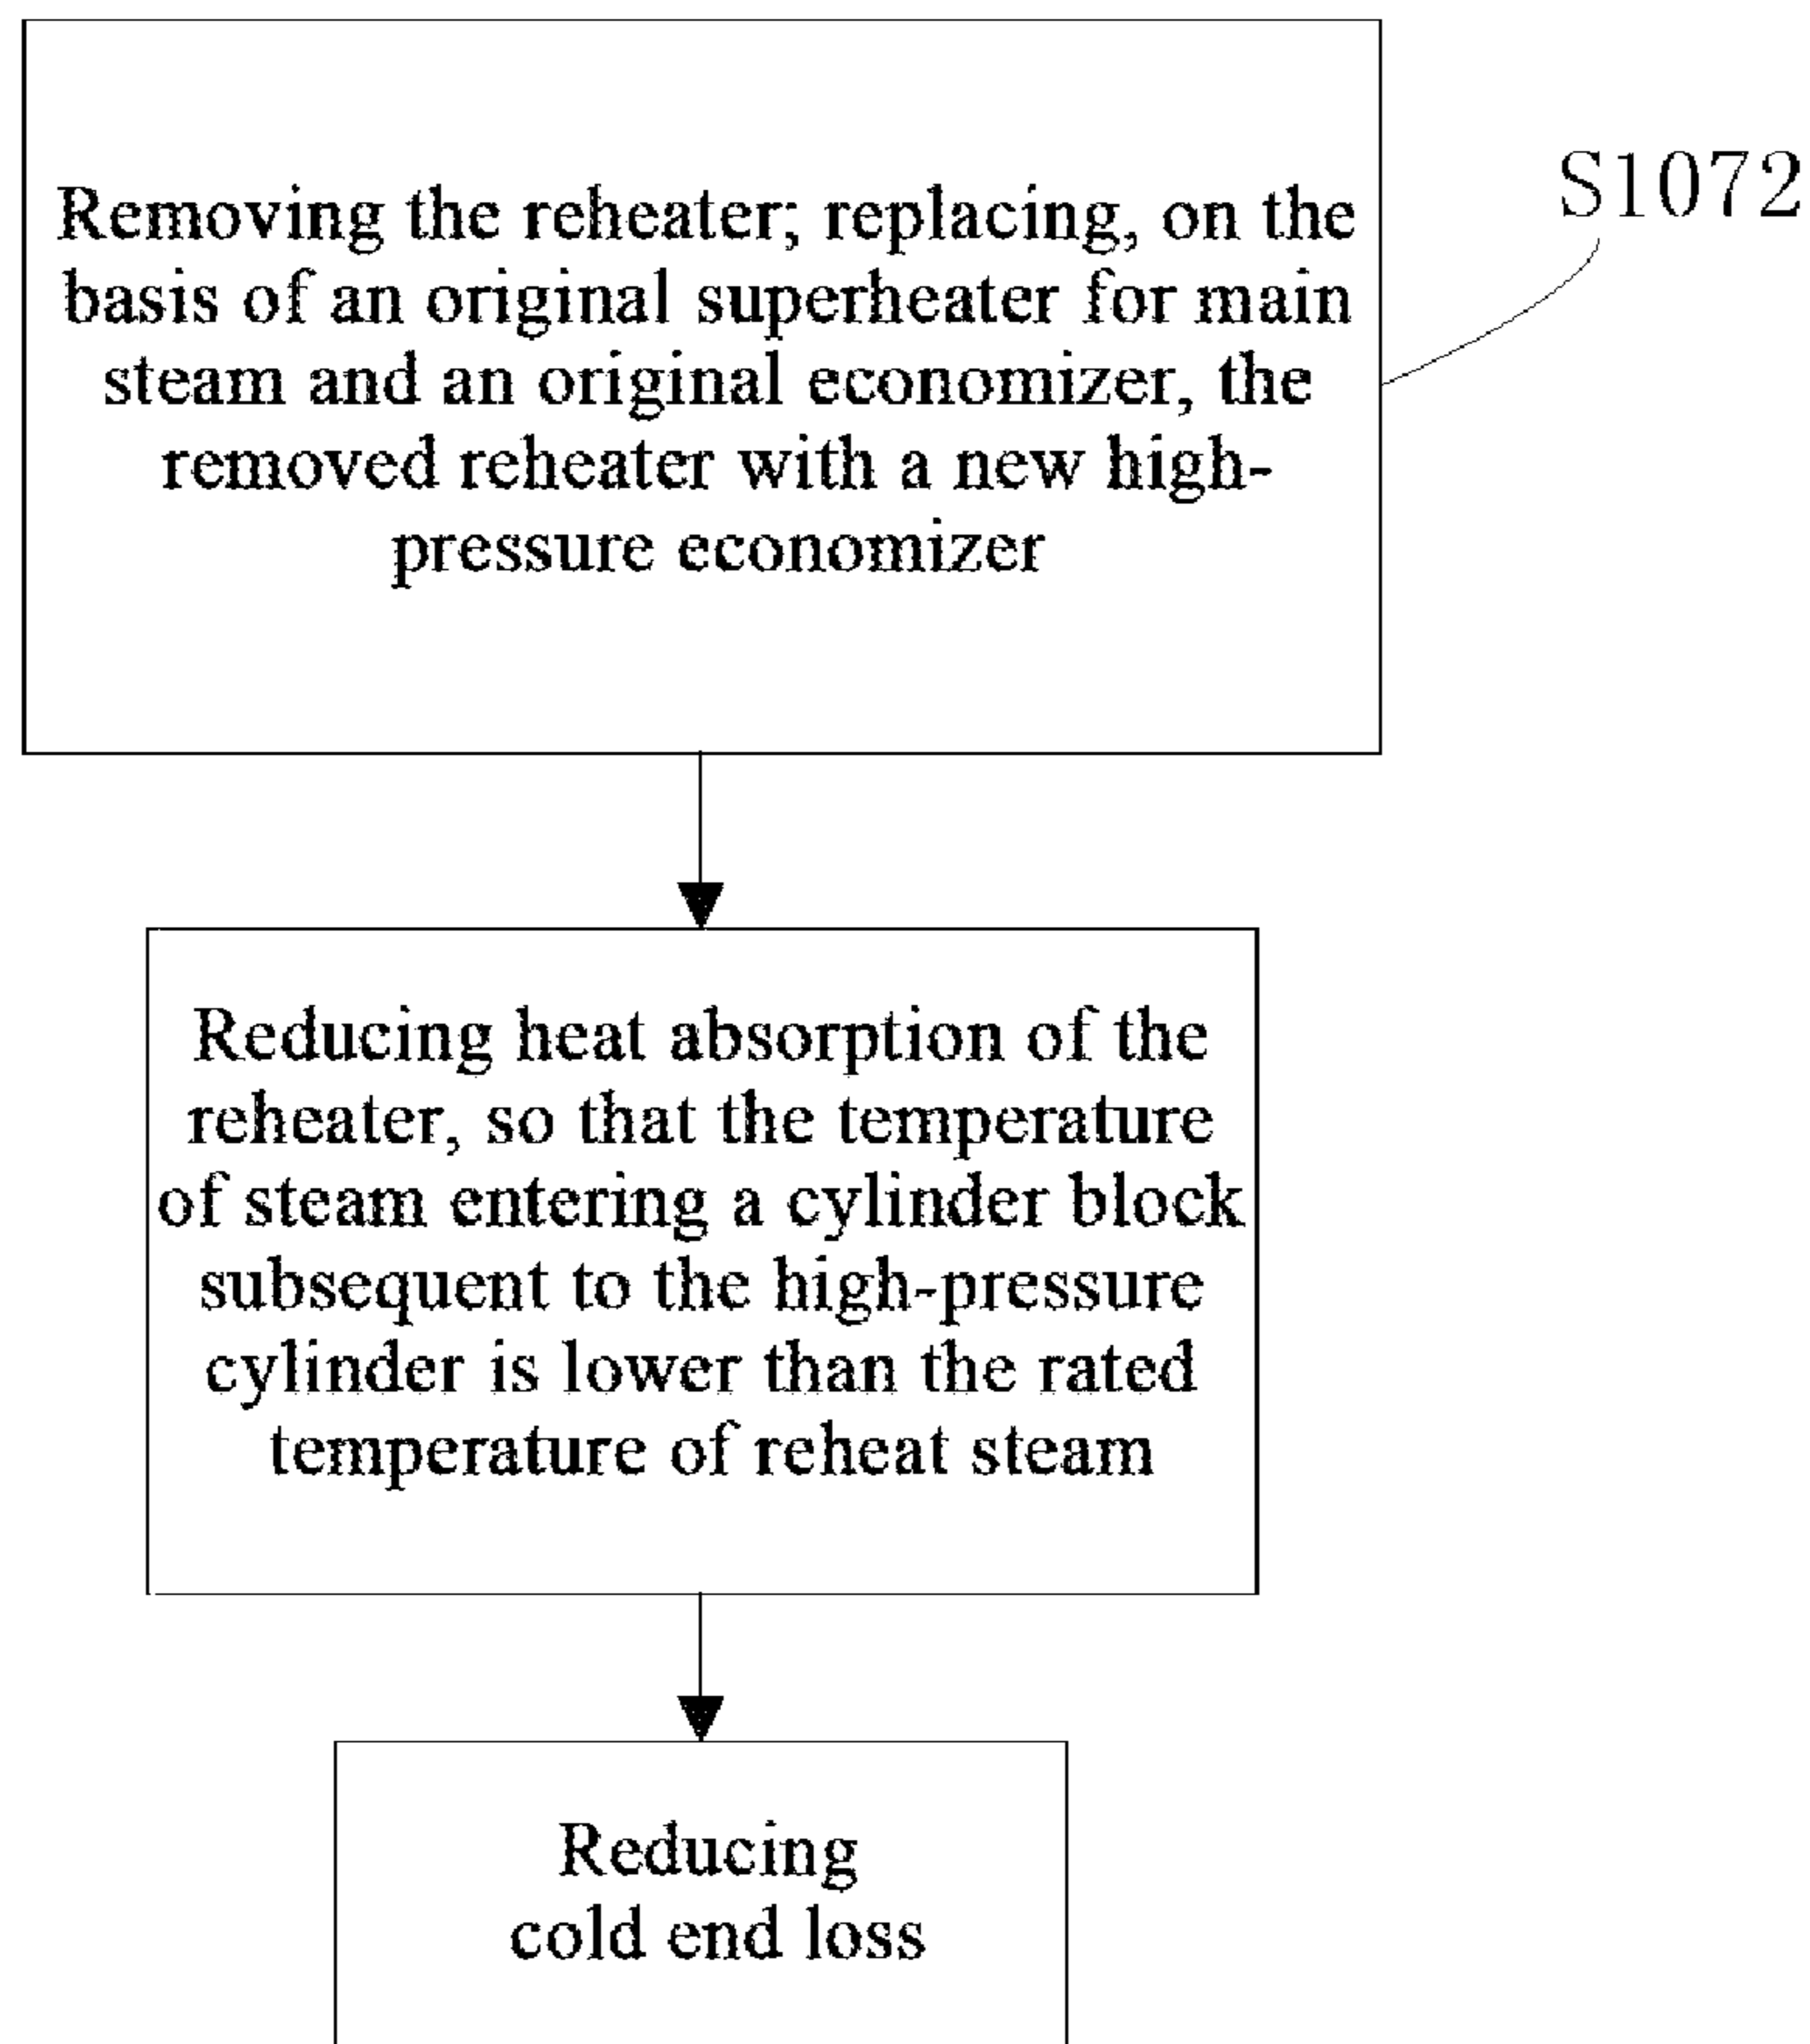 Removing the reheater; replacing, on the
basis of an original superheater for main
steam and an original economizer, the
removed reheater with a new high-
pressure economizer
S1072
Reducing heat absorption of the
reheater, so that the temperature
of steam entering a cylinder block
subsequent to the high-pressure
cylinder is lower than the rated
temperature of reheat steam
Reducing
cold end loss